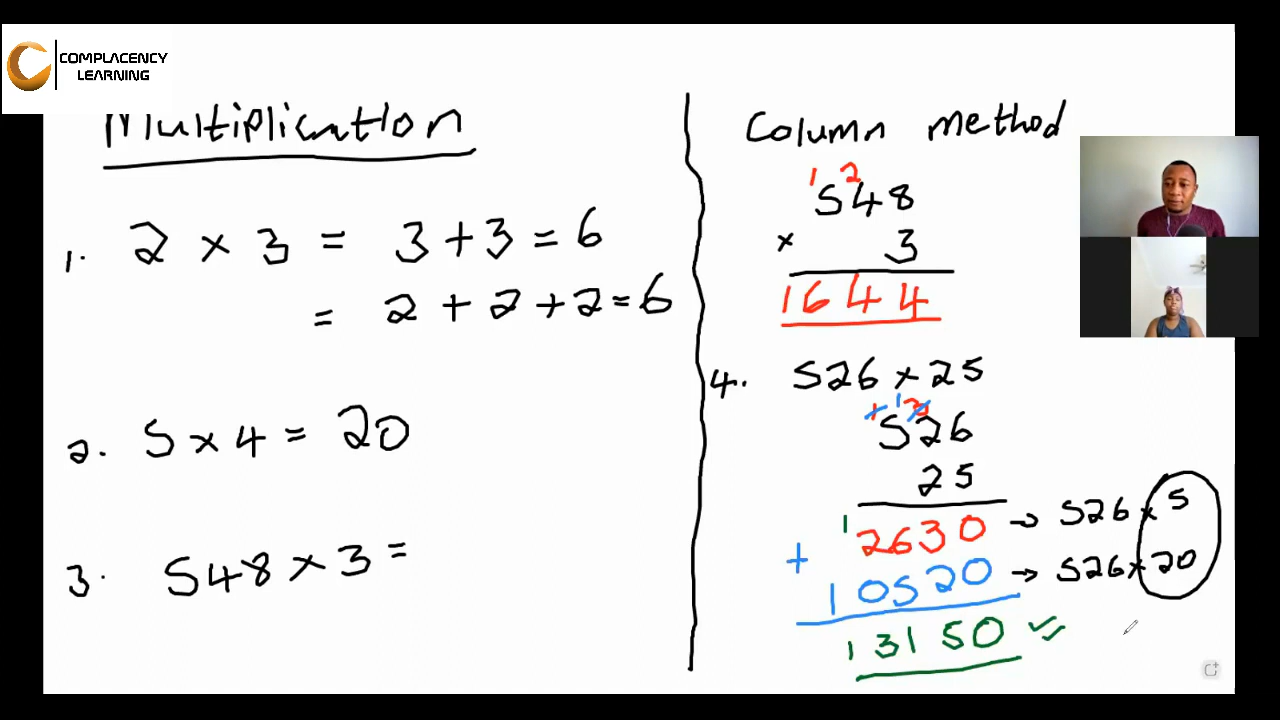 COMPLACENCY
LEARNING
Multiplication
1. 2 × 3 = 3 + 3 = 6
= 2 + 2 + 2 = 6
2. 5 × 4 = 20
3. 548 × 3 =
Column method
1 2
548
× 3
1644
4. 526 × 25
1 1 3
526
25
1
2630 → 526 × 5
+ 10520 → 526 × 20
13150 ✓